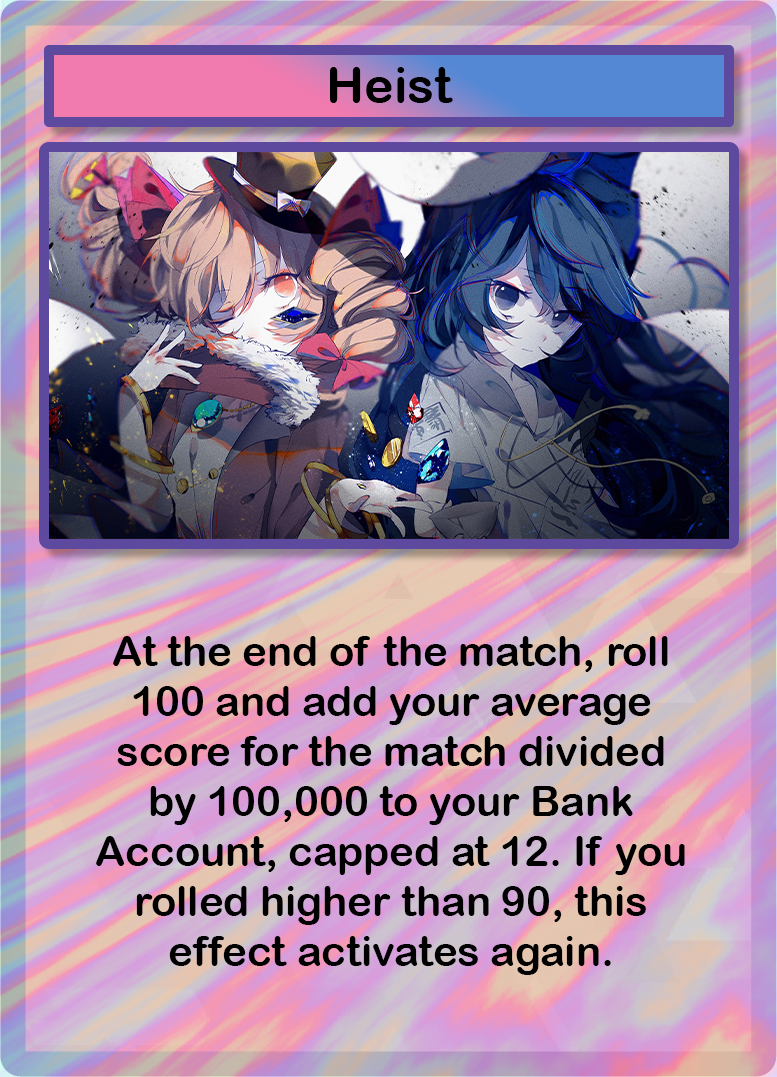 Heist
At the end of the match, roll
100 and add your average
score for the match divided
by 100,000 to your Bank
Account, capped at 12. If you
rolled higher than 90, this
effect activates again.